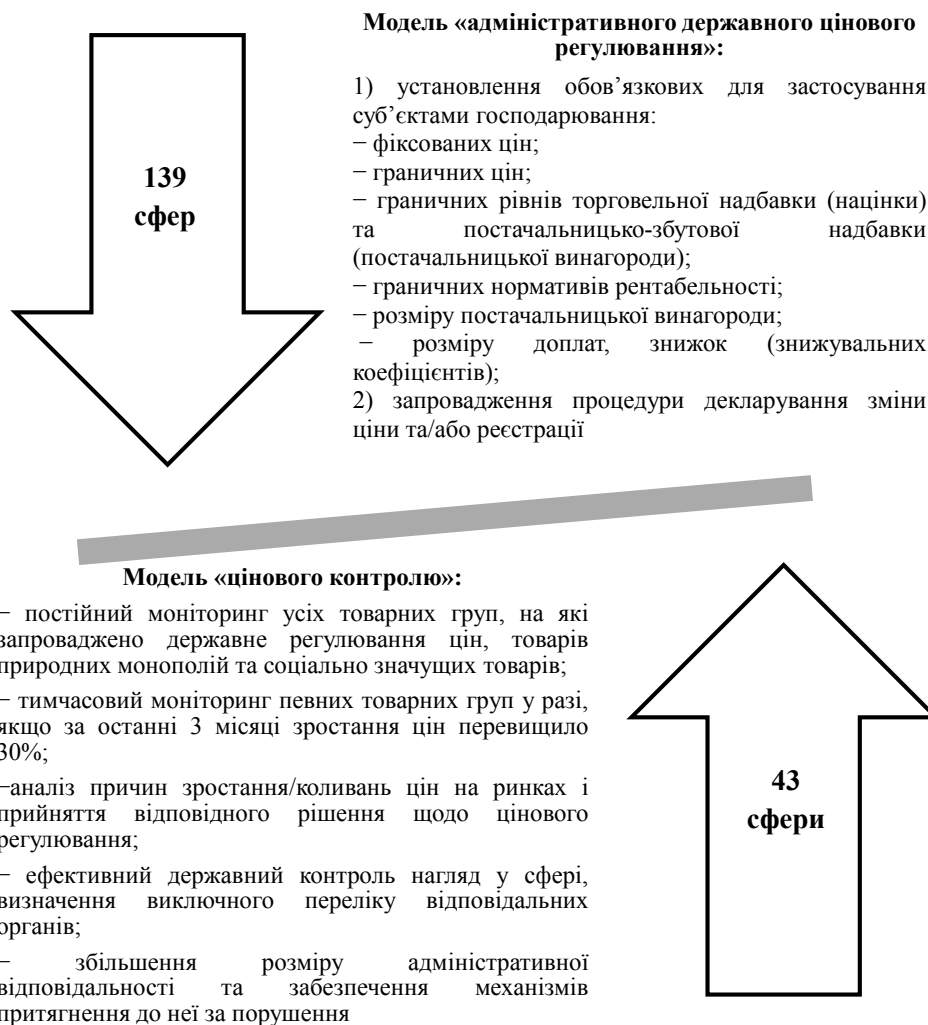 Модель «адміністративного державного цінового
регулювання»:
1) установлення обов’язкових для застосування
суб’єктами господарювання:
− фіксованих цін;
− граничних цін;
− граничних рівнів торговельної надбавки (націнки)
та постачальницько-збутової надбавки
(постачальницької винагороди);
− граничних нормативів рентабельності;
− розміру постачальницької винагороди;
− розміру доплат, знижок (знижувальних
коефіцієнтів);
2) запровадження процедури декларування зміни
ціни та/або реєстрації
139
сфер
Модель «цінового контролю»:
− постійний моніторинг усіх товарних груп, на які
запроваджено державне регулювання цін, товарів
природних монополій та соціально значущих товарів;
− тимчасовий моніторинг певних товарних груп у разі,
якщо за останні 3 місяці зростання цін перевищило
30%;
−аналіз причин зростання/коливань цін на ринках і
прийняття відповідного рішення щодо цінового
регулювання;
− ефективний державний контроль нагляд у сфері,
визначення виключного переліку відповідальних
органів;
− збільшення розміру адміністративної
відповідальності та забезпечення механізмів
притягнення до неї за порушення
43
сфери